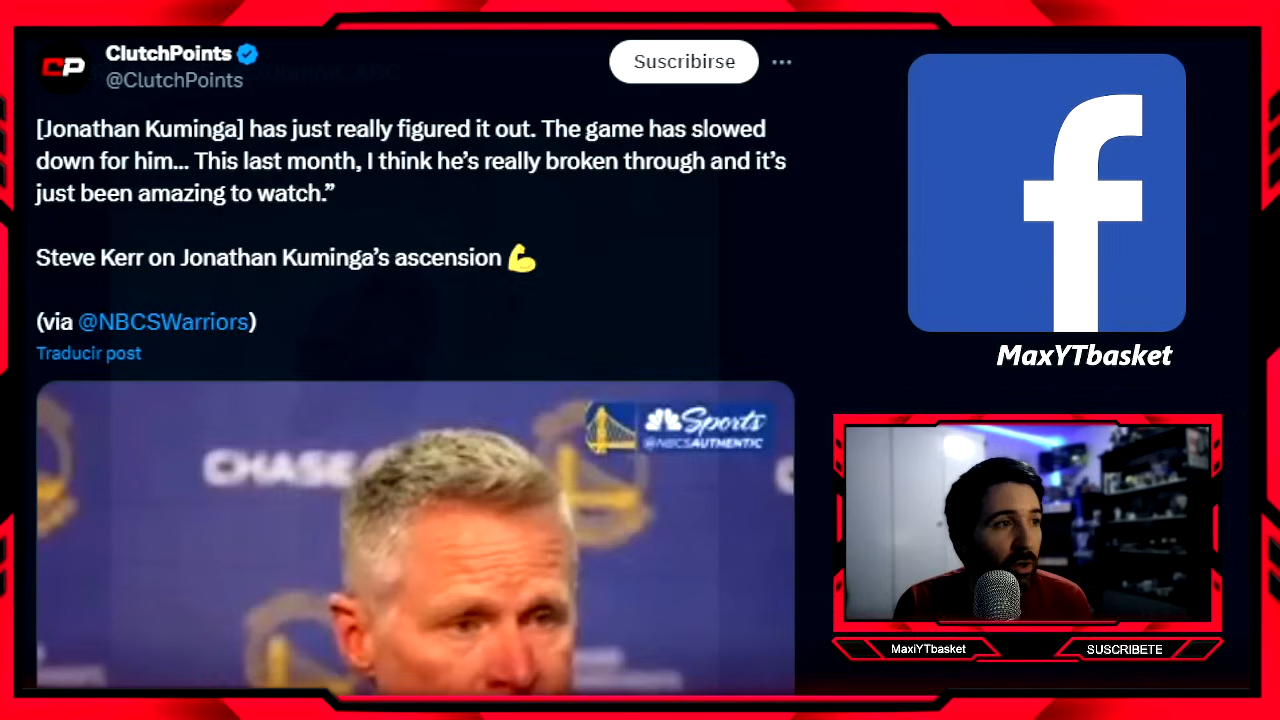 CP
ClutchPoints
@ClutchPoints
Suscribirse
[Jonathan Kuminga] has just really figured it out. The game has slowed
down for him... This last month, I think he's really broken through and it's
just been amazing to watch.”
Steve Kerr on Jonathan Kuminga's ascension 💪
(via @NBCSWarriors)
Traducir post
CHASE
Sports
@NBCSAUTHENTIC
f
MaxYTbasket
MaxiYTbasket
SUSCRIBETE